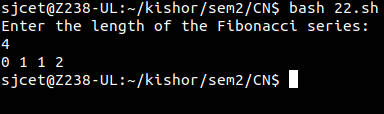 sjcet@Z238-UL:~/kishor/sem2/CN$ bash 22.sh
Enter the length of the Fibonacci series:
4
0 1 1 2
sjcet@Z238-UL:~/kishor/sem2/CN$